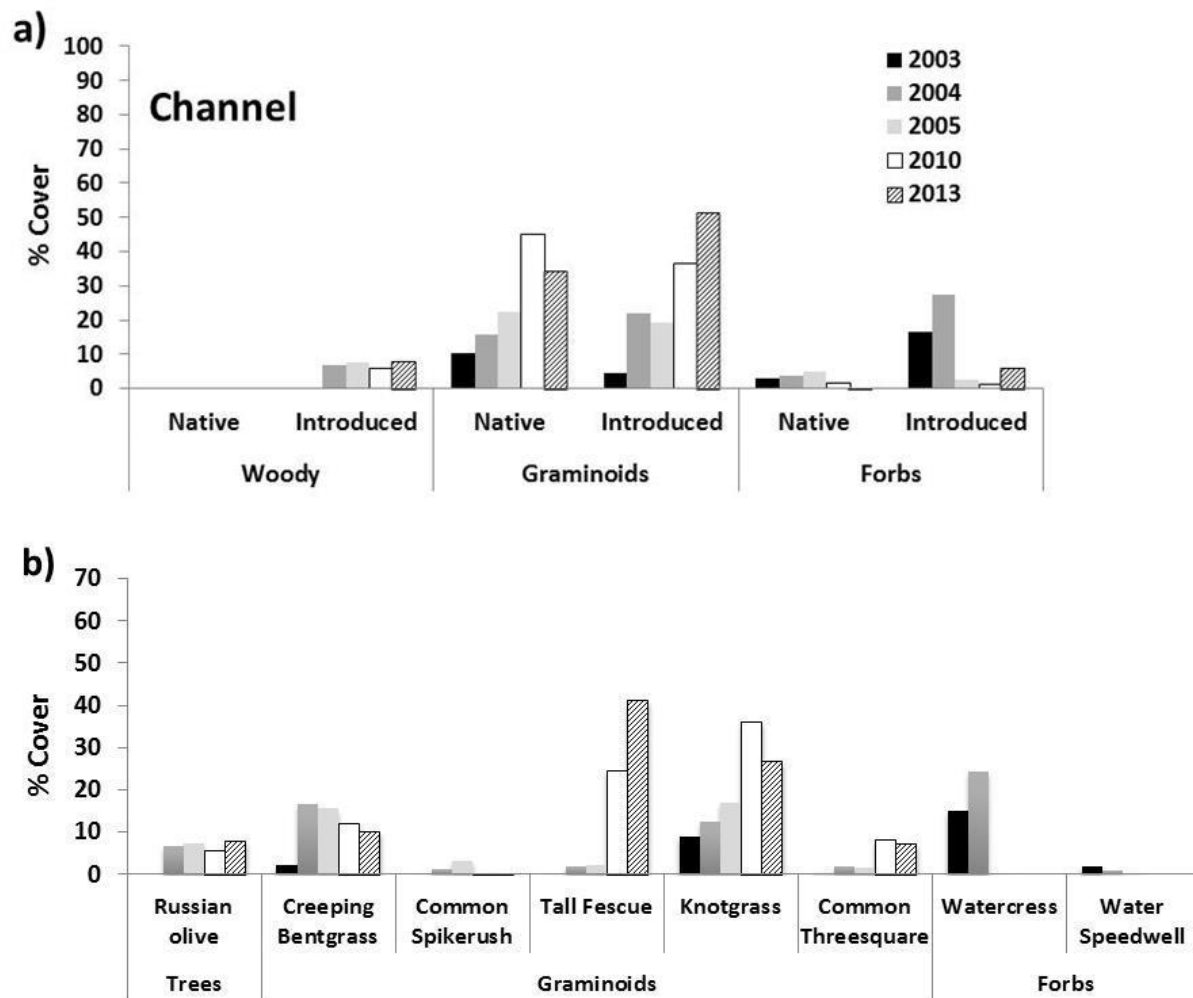 a)
100
90
80
70
60
50
40
30
20
10
0
% Cover
Channel
2003
2004
2005
2010
2013
Native Introduced Native Introduced Native Introduced
Woody Graminoids Forbs
b)
70
60
50
40
30
20
10
0
% Cover
Russian Creeping Common Tall Fescue Knotgrass Common Watercress Water
olive Bentgrass Spikerush Threesquare Speedwell
Trees Graminoids Forbs